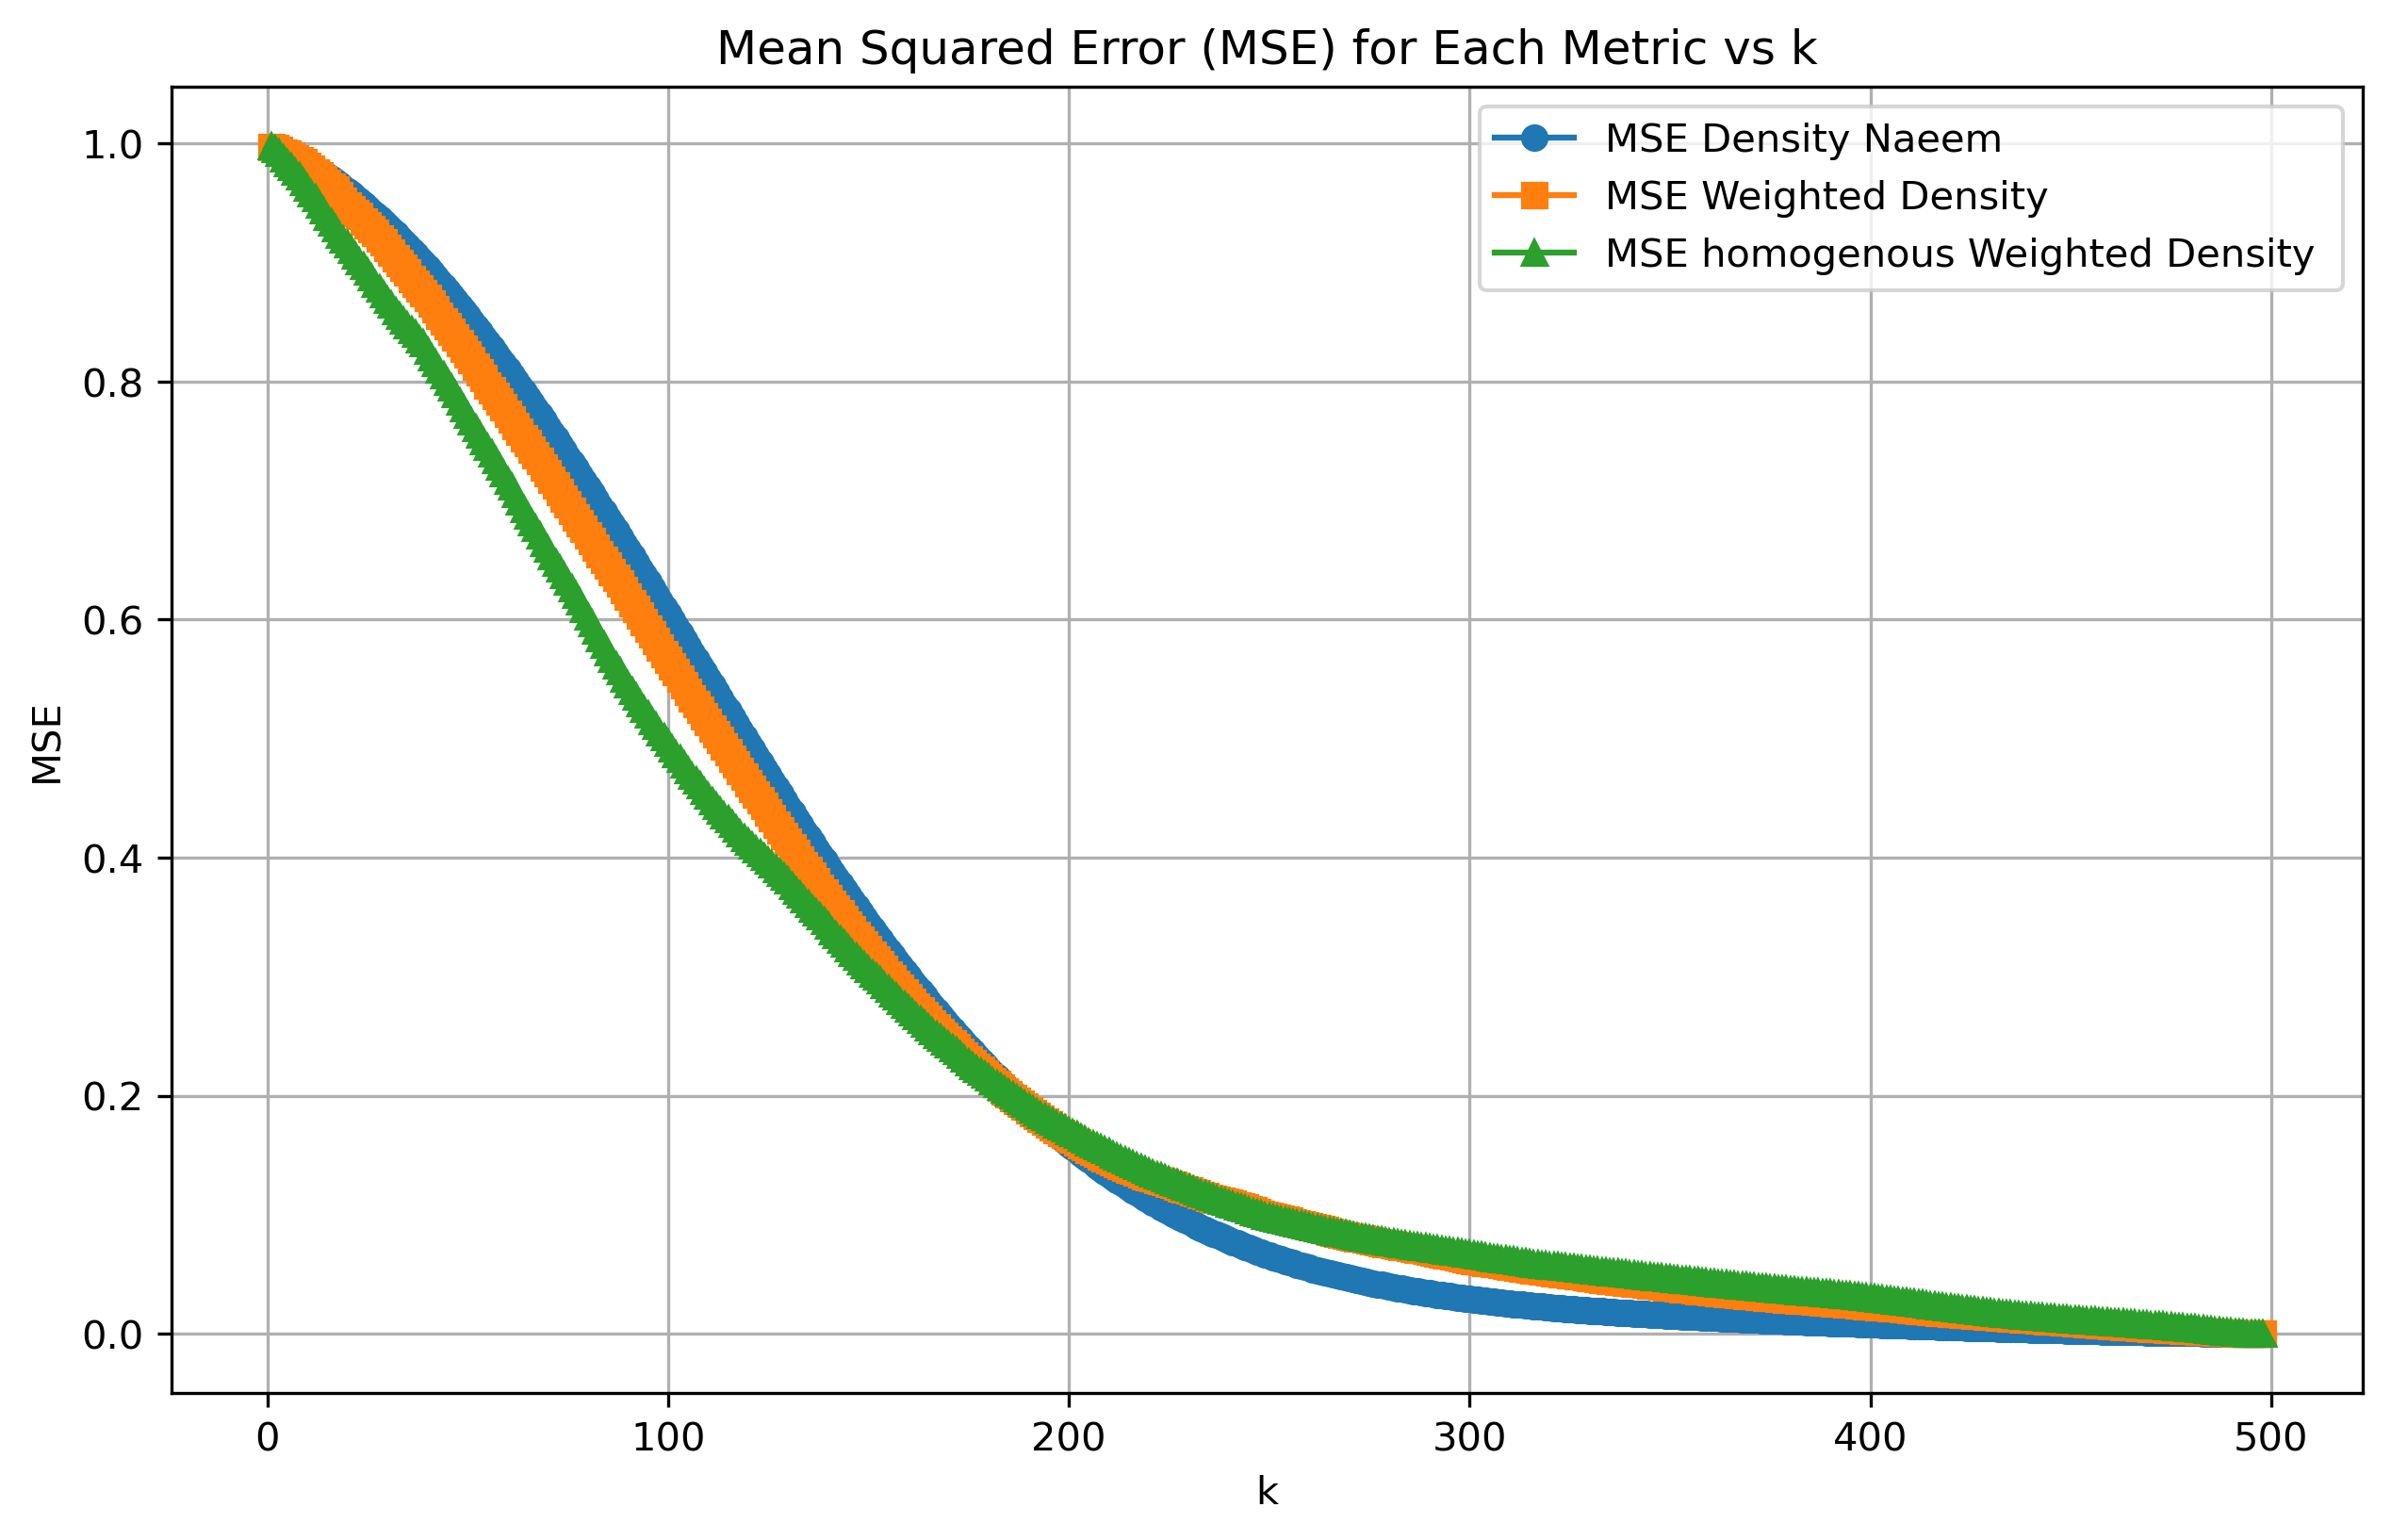 Mean Squared Error (MSE) for Each Metric vs k
MSE Density Naeem
MSE Weighted Density
MSE homogenous Weighted Density
1.0
0.8
0.6
0.4
0.2
0.0
MSE
0 100 200 300 400 500
k